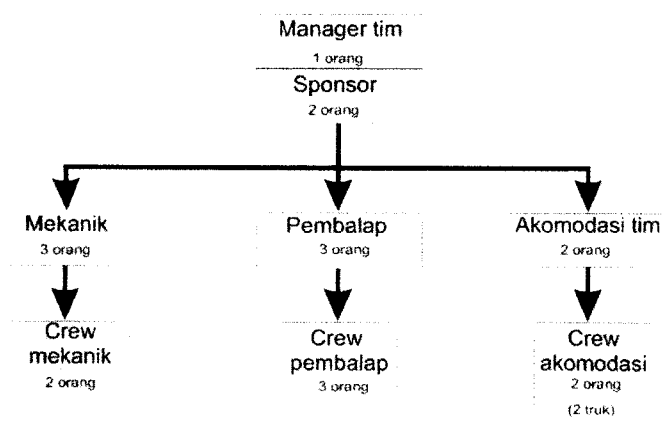 Manager tim
1 orang
Sponsor
2 orang
Mekanik
3 orang
Pembalap
3 orang
Akomodasi tim
2 orang
Crew
mekanik
2 orang
Crew
pembalap
3 orang
Crew
akomodasi
2 orang
(2 truk)